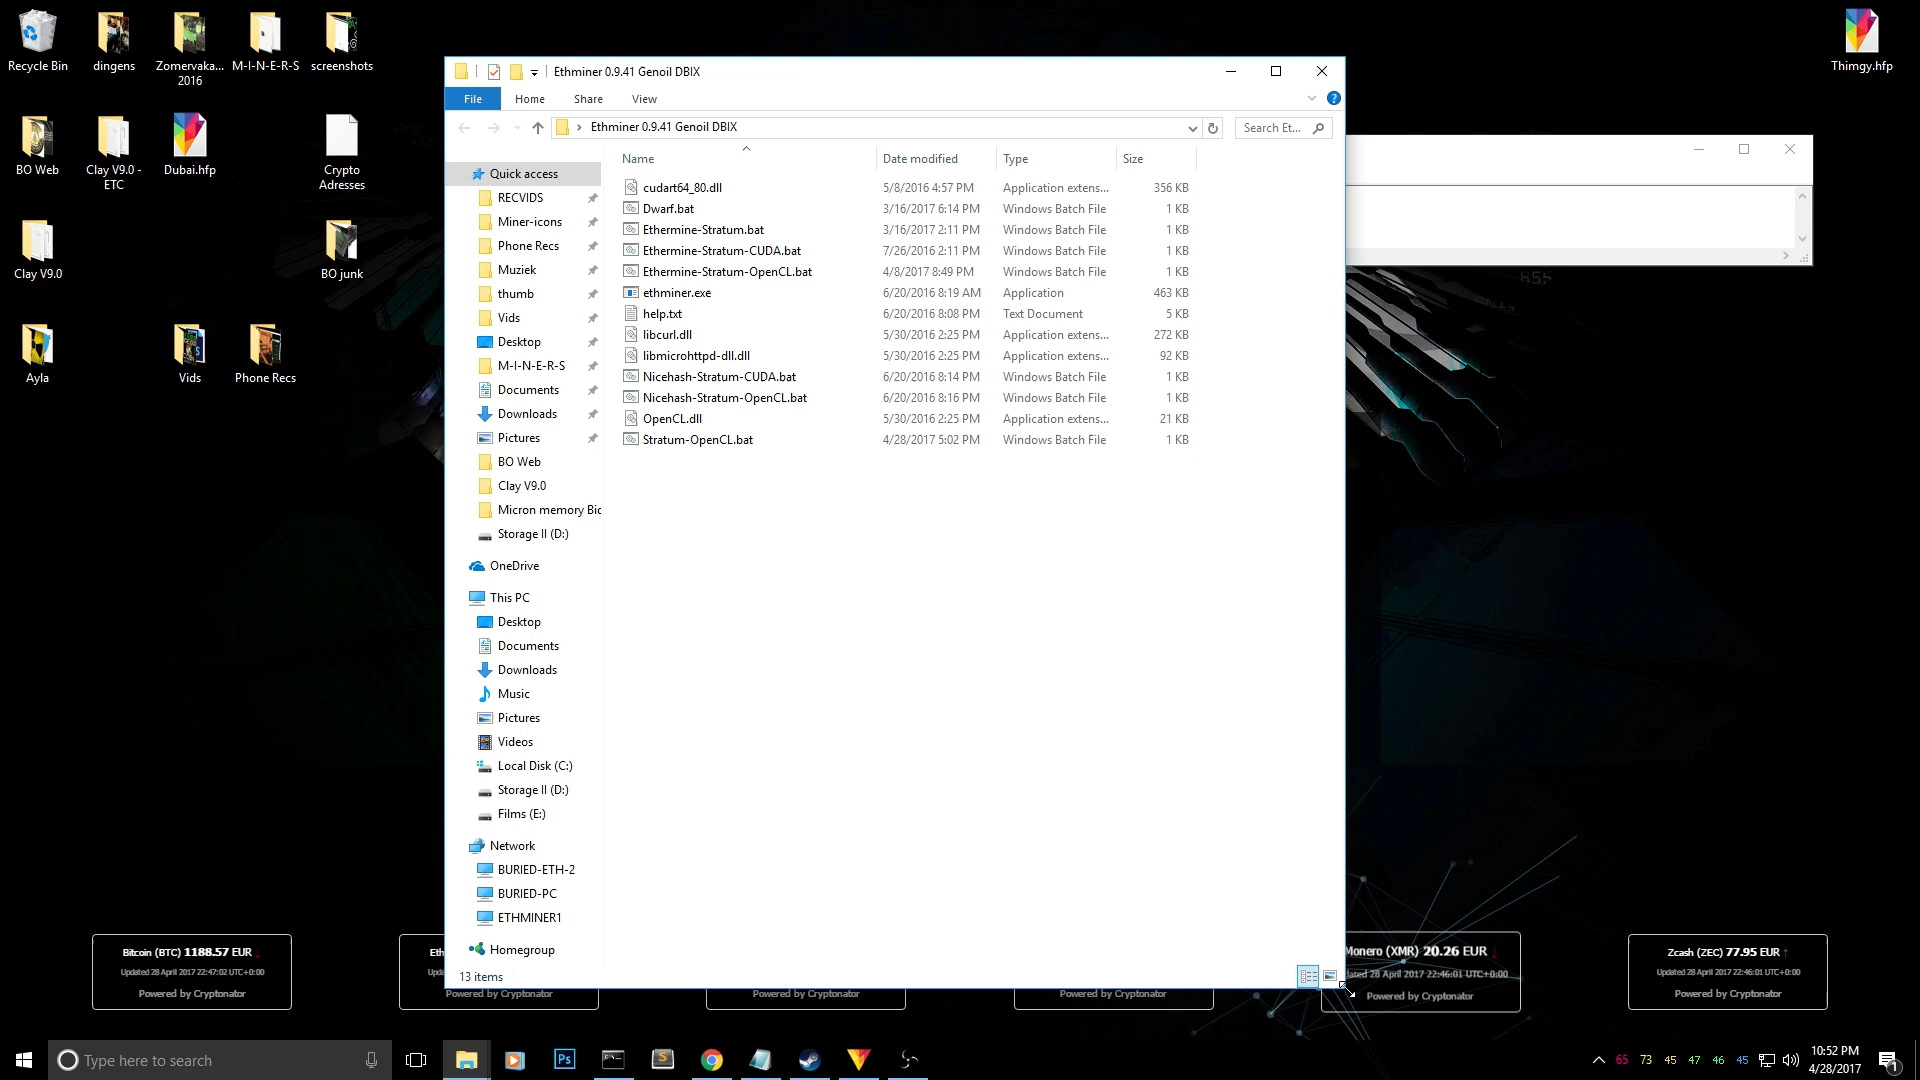 Recycle Bin
dingens
Zomervaka...
2016
M-I-N-E-R-S
screenshots
Thimgy.hfp
BO Web
Clay V9.0 -
ETC
Dubai.hfp
Crypto
Adresses
Clay V9.0
BO junk
Ayla
Vids
Phone Recs
Ethminer 0.9.41 Genoil DBIX
File Home Share View
Ethminer 0.9.41 Genoil DBIX
Search Et...
Name Date modified Type Size
cudart64_80.dll 5/8/2016 4:57 PM Application extens... 356 KB
Dwarf.bat 3/16/2017 6:14 PM Windows Batch File 1 KB
Ethermine-Stratum.bat 3/16/2017 2:11 PM Windows Batch File 1 KB
Ethermine-Stratum-CUDA.bat 7/26/2016 2:11 PM Windows Batch File 1 KB
Ethermine-Stratum-OpenCL.bat 4/8/2017 8:49 PM Windows Batch File 1 KB
ethminer.exe 6/20/2016 8:19 AM Application 463 KB
help.txt 6/20/2016 8:08 PM Text Document 5 KB
libcurl.dll 5/30/2016 2:25 PM Application extens... 272 KB
libmicrohttpd-dll.dll 5/30/2016 2:25 PM Application extens... 92 KB
Nicehash-Stratum-CUDA.bat 6/20/2016 8:14 PM Windows Batch File 1 KB
Nicehash-Stratum-OpenCL.bat 6/20/2016 8:16 PM Windows Batch File 1 KB
OpenCL.dll 5/30/2016 2:25 PM Application extens... 21 KB
Stratum-OpenCL.bat 4/28/2017 5:02 PM Windows Batch File 1 KB
Quick access
RECVIDS
Miner-icons
Phone Recs
Muziek
thumb
Vids
Desktop
M-I-N-E-R-S
Documents
Downloads
Pictures
BO Web
Clay V9.0
Micron memory Bio
Storage II (D:)
OneDrive
This PC
Desktop
Documents
Downloads
Music
Pictures
Videos
Local Disk (C:)
Storage II (D:)
Films (E:)
Network
BURIED-ETH-2
BURIED-PC
ETHMINER1
Homegroup
13 items
Bitcoin (BTC) 1188.57 EUR
Updated 28 April 2017 22:47:02 UTC+0:00
Powered by Cryptonator
Powered by Cryptonator
Powered by Cryptonator
Powered by Cryptonator
Monero (XMR) 20.26 EUR
28 April 2017 22:46:01 UTC+0:00
Powered by Cryptonator
Zcash (ZEC) 77.95 EUR
Updated 28 April 2017 22:46:01 UTC+0:00
Powered by Cryptonator
Type here to search
Ps
S
65 73 45 47 46 45
10:52 PM
4/28/2017
1